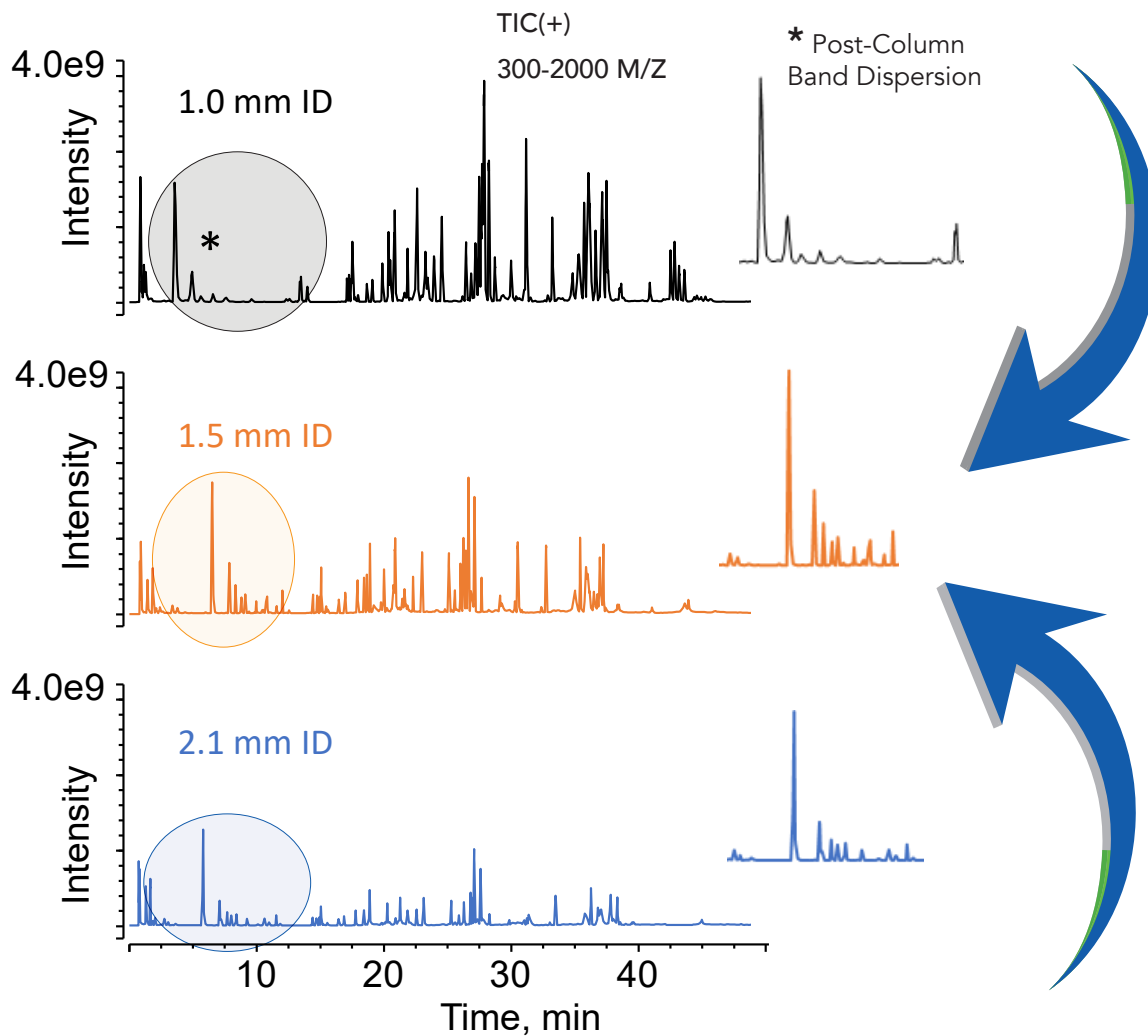 TIC(+)
300-2000 M/Z
* Post-Column
Band Dispersion
4.0e9
Intensity
1.0 mm ID
*
4.0e9
Intensity
1.5 mm ID
4.0e9
Intensity
2.1 mm ID
10 20 30 40
Time, min